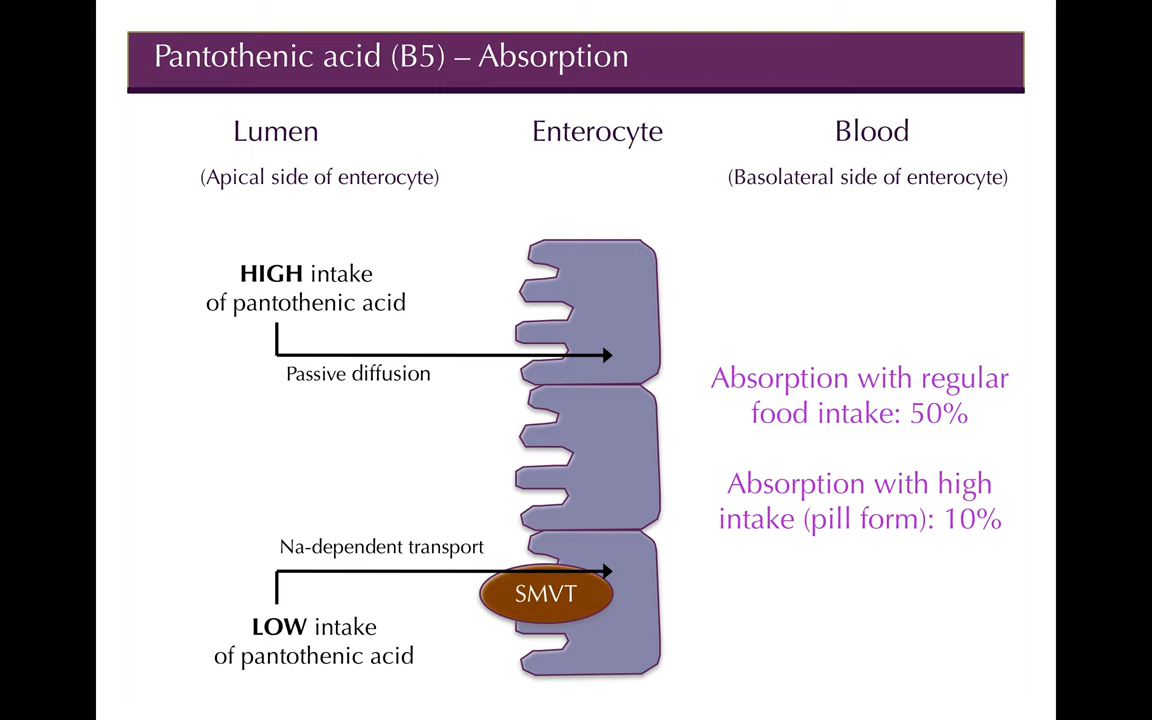 Pantothenic acid (B5) – Absorption
Lumen
(Apical side of enterocyte)
Enterocyte
Blood
(Basolateral side of enterocyte)
HIGH intake
of pantothenic acid
Passive diffusion
Absorption with regular
food intake: 50%
Absorption with high
intake (pill form): 10%
Na-dependent transport
SMVT
LOW intake
of pantothenic acid